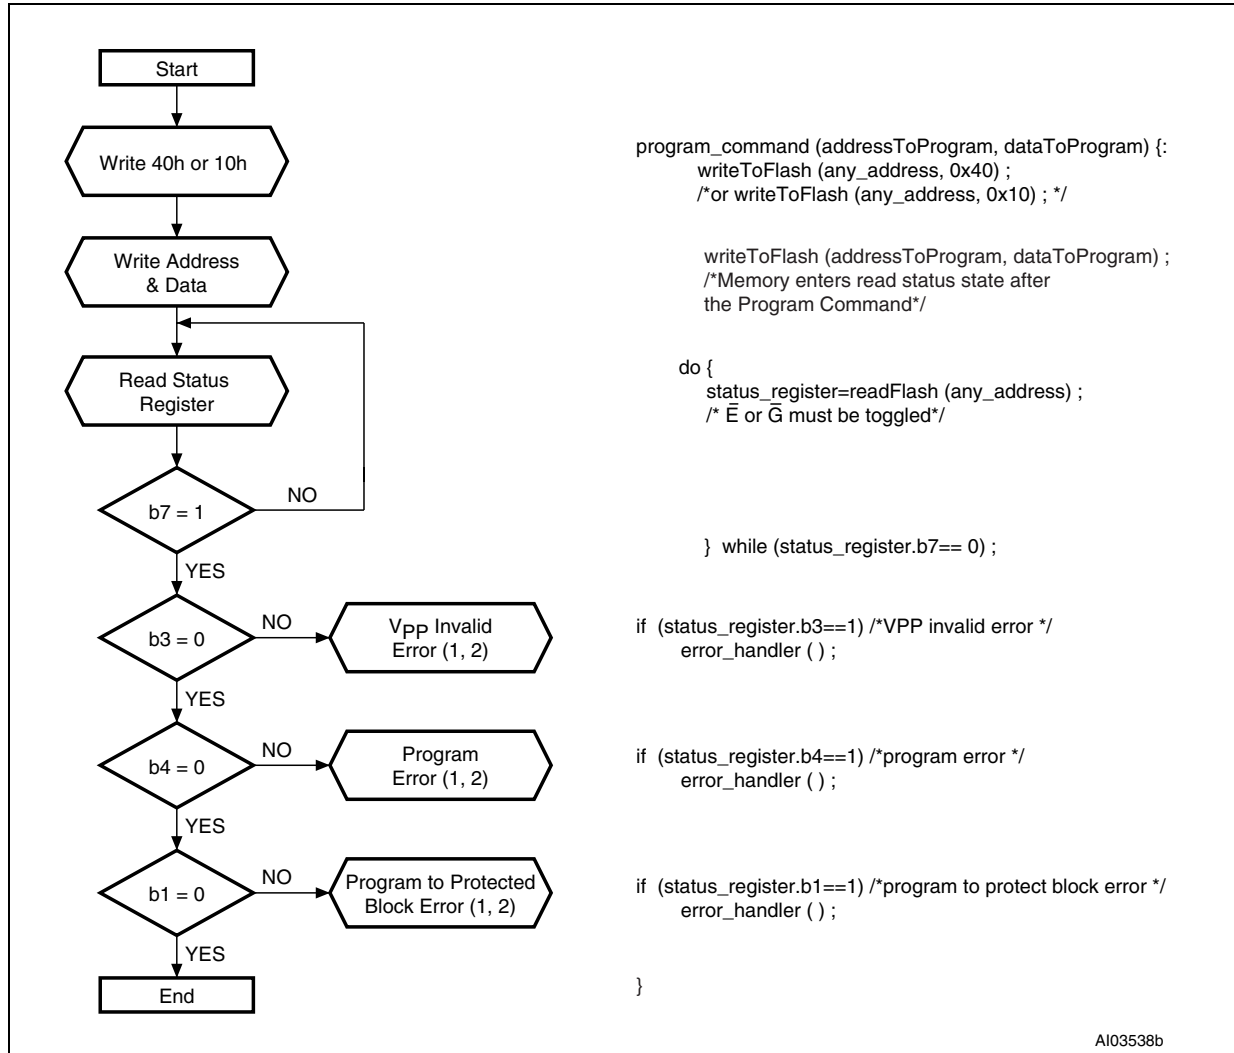 Start
Write 40h or 10h
Write Address
& Data
Read Status
Register
b7 = 1
NO
YES
b3 = 0
NO
VPP Invalid
Error (1, 2)
YES
b4 = 0
NO
Program
Error (1, 2)
YES
b1 = 0
NO
Program to Protected
Block Error (1, 2)
YES
End
program_command (addressToProgram, dataToProgram) {:
writeToFlash (any_address, 0x40) ;
/*or writeToFlash (any_address, 0x10) ; */
writeToFlash (addressToProgram, dataToProgram) ;
/*Memory enters read status state after
the Program Command*/
do {
status_register=readFlash (any_address) ;
/* E̅ or G̅ must be toggled*/
} while (status_register.b7== 0) ;
if (status_register.b3==1) /*VPP invalid error */
error_handler ( ) ;
if (status_register.b4==1) /*program error */
error_handler ( ) ;
if (status_register.b1==1) /*program to protect block error */
error_handler ( ) ;
}
AI03538b